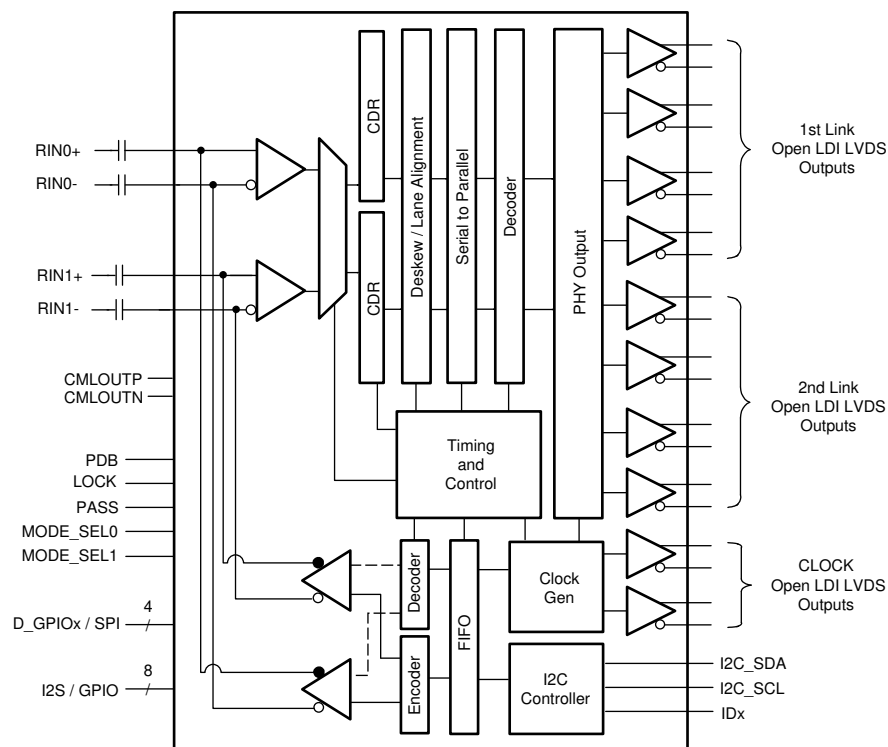 RIN0+
RIN0-
RIN1+
RIN1-
CMLOUTP
CMLOUTN
PDB
LOCK
PASS
MODE_SEL0
MODE_SEL1
4
D_GPIOx / SPI
8
I2S / GPIO
CDR
CDR
Deskew / Lane Alignment
Serial to Parallel
Decoder
PHY Output
Timing
and
Control
Decoder
Encoder
FIFO
Clock
Gen
I2C
Controller
1st Link
Open LDI LVDS
Outputs
2nd Link
Open LDI LVDS
Outputs
CLOCK
Open LDI LVDS
Outputs
I2C_SDA
I2C_SCL
IDx